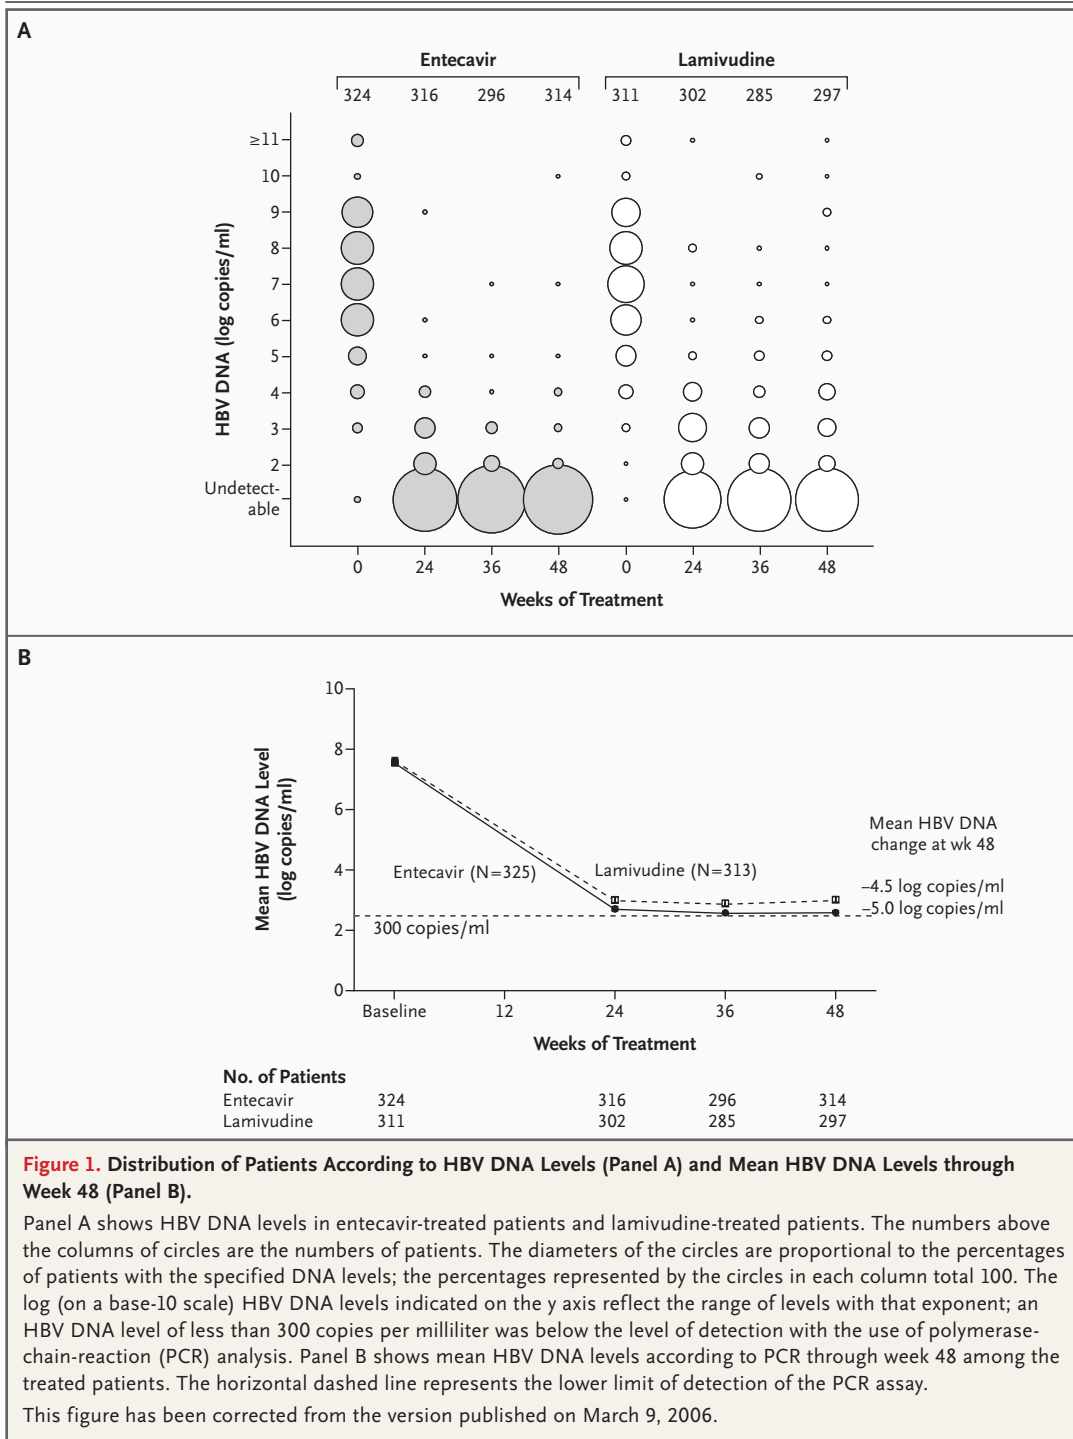 A
Entecavir Lamivudine
324 316 296 314 311 302 285 297
HBV DNA (log copies/ml)
≥11
10
9
8
7
6
5
4
3
2
Undetect-
able
0 24 36 48 0 24 36 48
Weeks of Treatment
B
Mean HBV DNA Level
(log copies/ml)
10
8
6
4
2
0
Mean HBV DNA
change at wk 48
Entecavir (N=325) Lamivudine (N=313)
–4.5 log copies/ml
–5.0 log copies/ml
300 copies/ml
Baseline 12 24 36 48
Weeks of Treatment
No. of Patients
Entecavir 324 316 296 314
Lamivudine 311 302 285 297
Figure 1. Distribution of Patients According to HBV DNA Levels (Panel A) and Mean HBV DNA Levels through
Week 48 (Panel B).
Panel A shows HBV DNA levels in entecavir-treated patients and lamivudine-treated patients. The numbers above
the columns of circles are the numbers of patients. The diameters of the circles are proportional to the percentages
of patients with the specified DNA levels; the percentages represented by the circles in each column total 100. The
log (on a base-10 scale) HBV DNA levels indicated on the y axis reflect the range of levels with that exponent; an
HBV DNA level of less than 300 copies per milliliter was below the level of detection with the use of polymerase-
chain-reaction (PCR) analysis. Panel B shows mean HBV DNA levels according to PCR through week 48 among the
treated patients. The horizontal dashed line represents the lower limit of detection of the PCR assay.
This figure has been corrected from the version published on March 9, 2006.